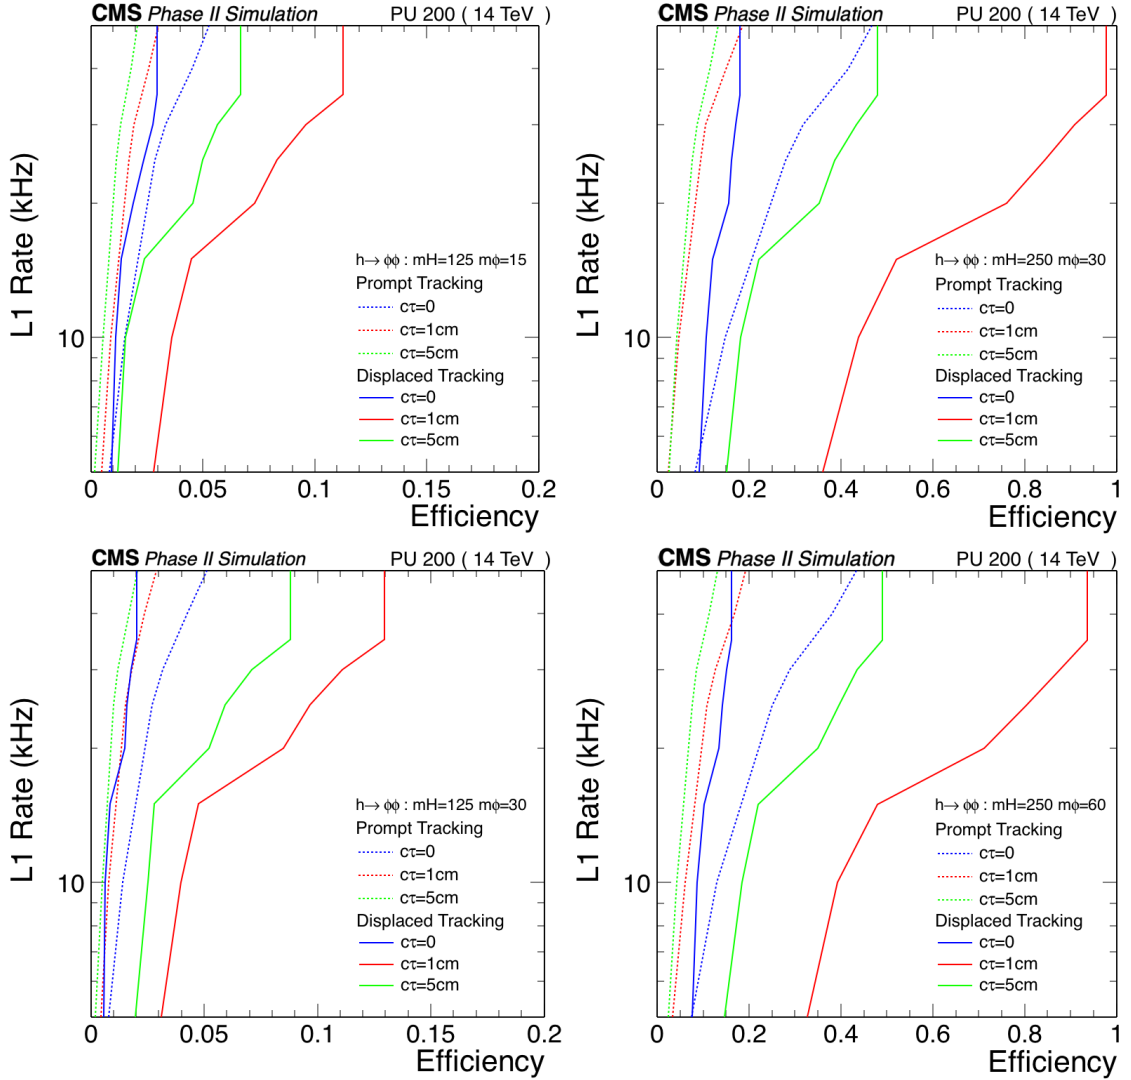 CMS Phase II Simulation PU 200 ( 14 TeV )
L1 Rate (kHz)
10
h→ ϕϕ : mH=125 mϕ=15
Prompt Tracking
cτ=0
cτ=1cm
cτ=5cm
Displaced Tracking
cτ=0
cτ=1cm
cτ=5cm
0 0.05 0.1 0.15 0.2
Efficiency
CMS Phase II Simulation PU 200 ( 14 TeV )
L1 Rate (kHz)
10
h→ ϕϕ : mH=250 mϕ=30
Prompt Tracking
cτ=0
cτ=1cm
cτ=5cm
Displaced Tracking
cτ=0
cτ=1cm
cτ=5cm
0 0.2 0.4 0.6 0.8 1
Efficiency
CMS Phase II Simulation PU 200 ( 14 TeV )
L1 Rate (kHz)
10
h→ ϕϕ : mH=125 mϕ=30
Prompt Tracking
cτ=0
cτ=1cm
cτ=5cm
Displaced Tracking
cτ=0
cτ=1cm
cτ=5cm
0 0.05 0.1 0.15 0.2
Efficiency
CMS Phase II Simulation PU 200 ( 14 TeV )
L1 Rate (kHz)
10
h→ ϕϕ : mH=250 mϕ=60
Prompt Tracking
cτ=0
cτ=1cm
cτ=5cm
Displaced Tracking
cτ=0
cτ=1cm
cτ=5cm
0 0.2 0.4 0.6 0.8 1
Efficiency